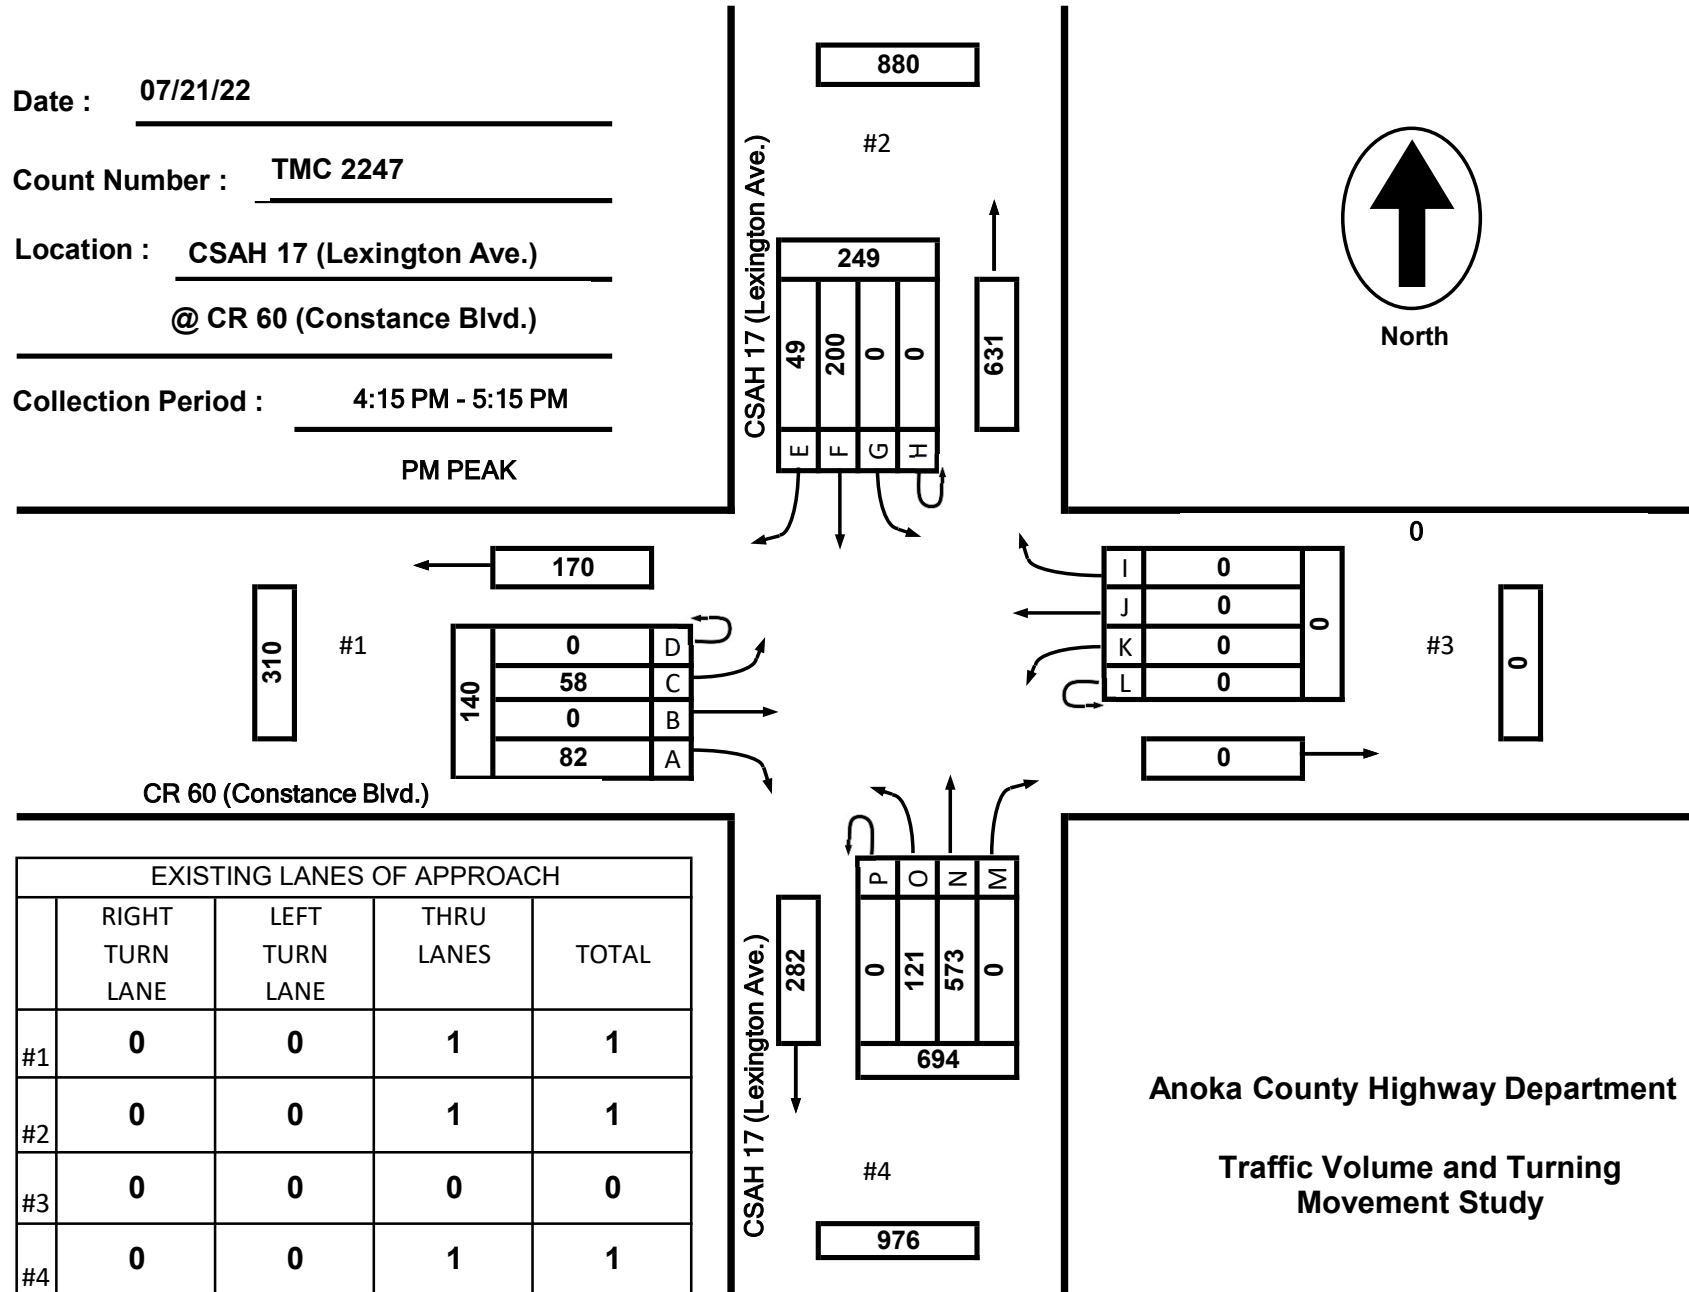 Date : 07/21/22
Count Number : TMC 2247
Location : CSAH 17 (Lexington Ave.)
@ CR 60 (Constance Blvd.)
Collection Period : 4:15 PM - 5:15 PM
PM PEAK
880
#2
CSAH 17 (Lexington Ave.)
249
49 200 0 0
E F G H
631
North
170
310
#1
140
0 D
58 C
0 B
82 A
CR 60 (Constance Blvd.)
0
I 0
J 0
K 0
L 0
0
#3
0
0
P O N M
0 121 573 0
694
282
CSAH 17 (Lexington Ave.)
#4
976
EXISTING LANES OF APPROACH
RIGHT TURN LANE LEFT TURN LANE THRU LANES TOTAL
#1 0 0 1 1
#2 0 0 1 1
#3 0 0 0 0
#4 0 0 1 1
Anoka County Highway Department
Traffic Volume and Turning
Movement Study